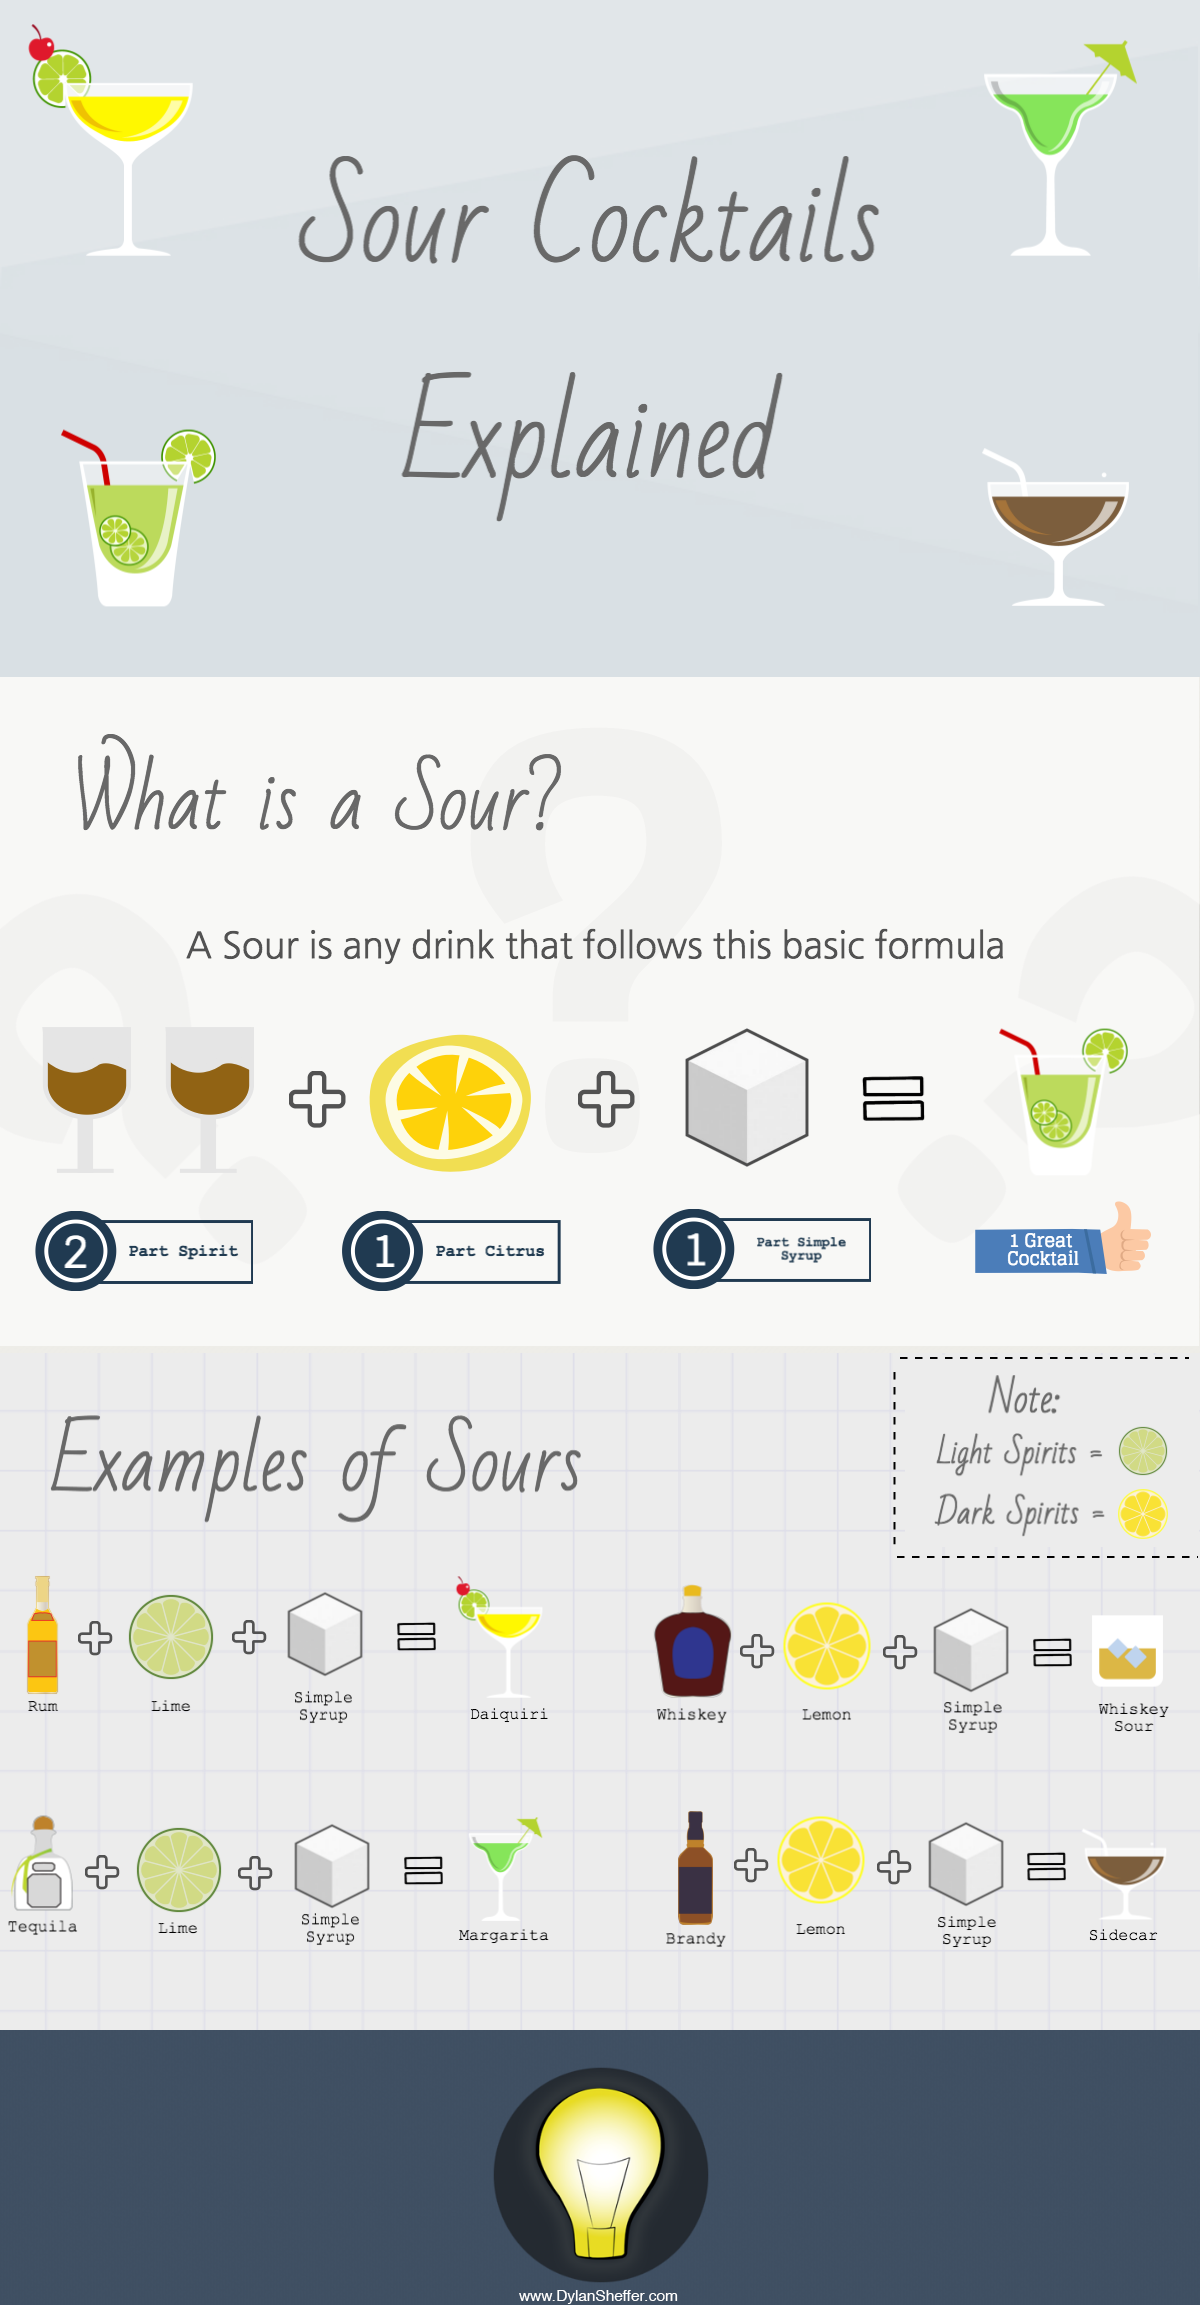 Sour Cocktails
Explained
What is a Sour?
A Sour is any drink that follows this basic formula
2 Part Spirit
1 Part Citrus
1 Part Simple
Syrup
1 Great
Cocktail
Note:
Light Spirits =
Dark Spirits =
Examples of Sours
Rum
Lime
Simple
Syrup
Daiquiri
Whiskey
Lemon
Simple
Syrup
Whiskey
Sour
Tequila
Lime
Simple
Syrup
Margarita
Brandy
Lemon
Simple
Syrup
Sidecar
www.DylanSheffer.com